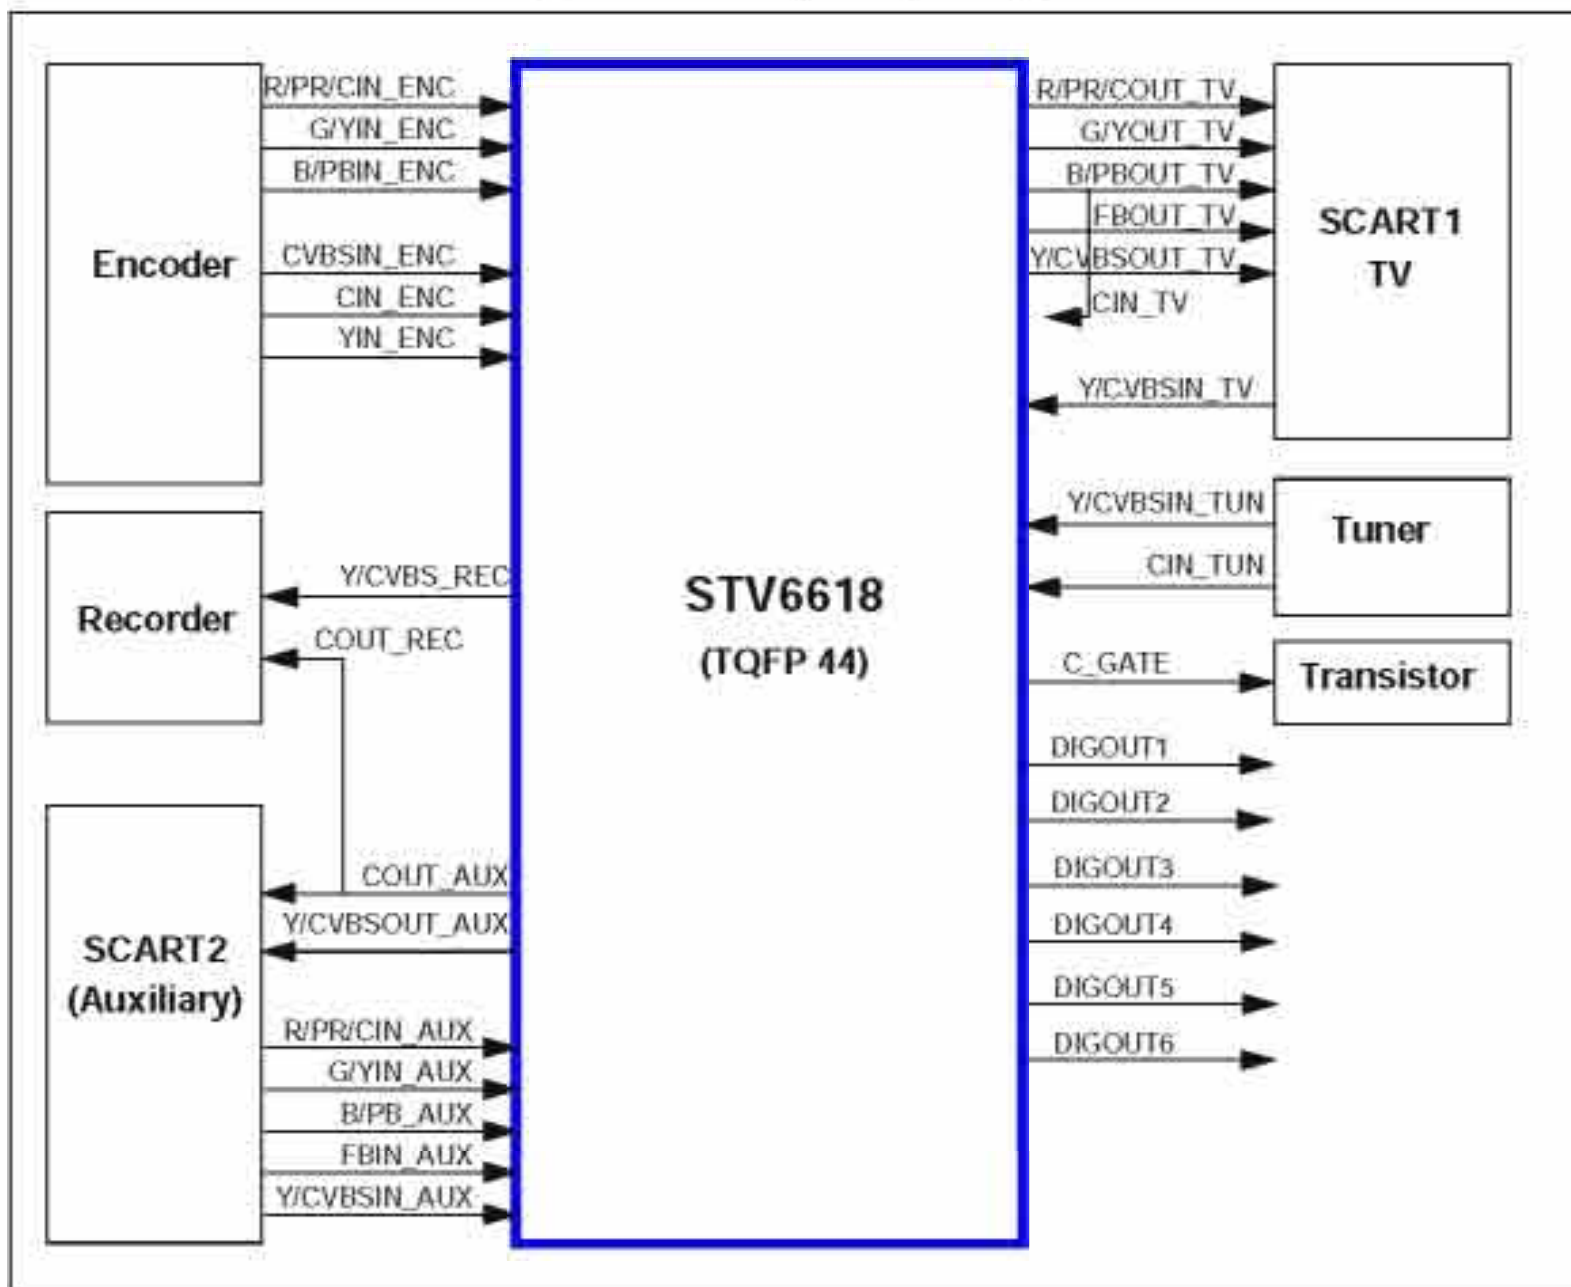 R/PR/CIN_ENC
G/YIN_ENC
B/PBIN_ENC
Encoder
CVBSIN_ENC
CIN_ENC
YIN_ENC
Y/CVBS_REC
Recorder
COUT_REC
COUT_AUX
Y/CVBSOUT_AUX
SCART2
(Auxiliary)
R/PR/CIN_AUX
G/YIN_AUX
B/PB_AUX
FBIN_AUX
Y/CVBSIN_AUX
STV6618
(TQFP 44)
R/PR/COUT_TV
G/YOUT_TV
B/PBOUT_TV
FBOUT_TV
Y/CVBSOUT_TV
CIN_TV
Y/CVBSIN_TV
SCART1
TV
Y/CVBSIN_TUN
CIN_TUN
Tuner
C_GATE
Transistor
DIGOUT1
DIGOUT2
DIGOUT3
DIGOUT4
DIGOUT5
DIGOUT6